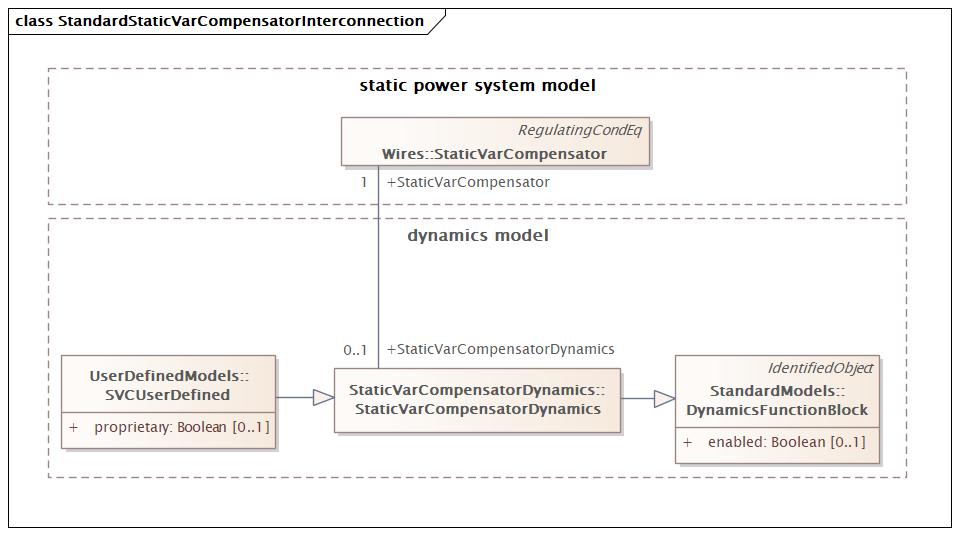 class StandardStaticVarCompensatorInterconnection
static power system model
RegulatingCondEq
Wires::StaticVarCompensator
1 +StaticVarCompensator
dynamics model
0..1 +StaticVarCompensatorDynamics
UserDefinedModels::
SVCUserDefined
+ proprietary: Boolean [0..1]
StaticVarCompensatorDynamics::
StaticVarCompensatorDynamics
IdentifiedObject
StandardModels::
DynamicsFunctionBlock
+ enabled: Boolean [0..1]